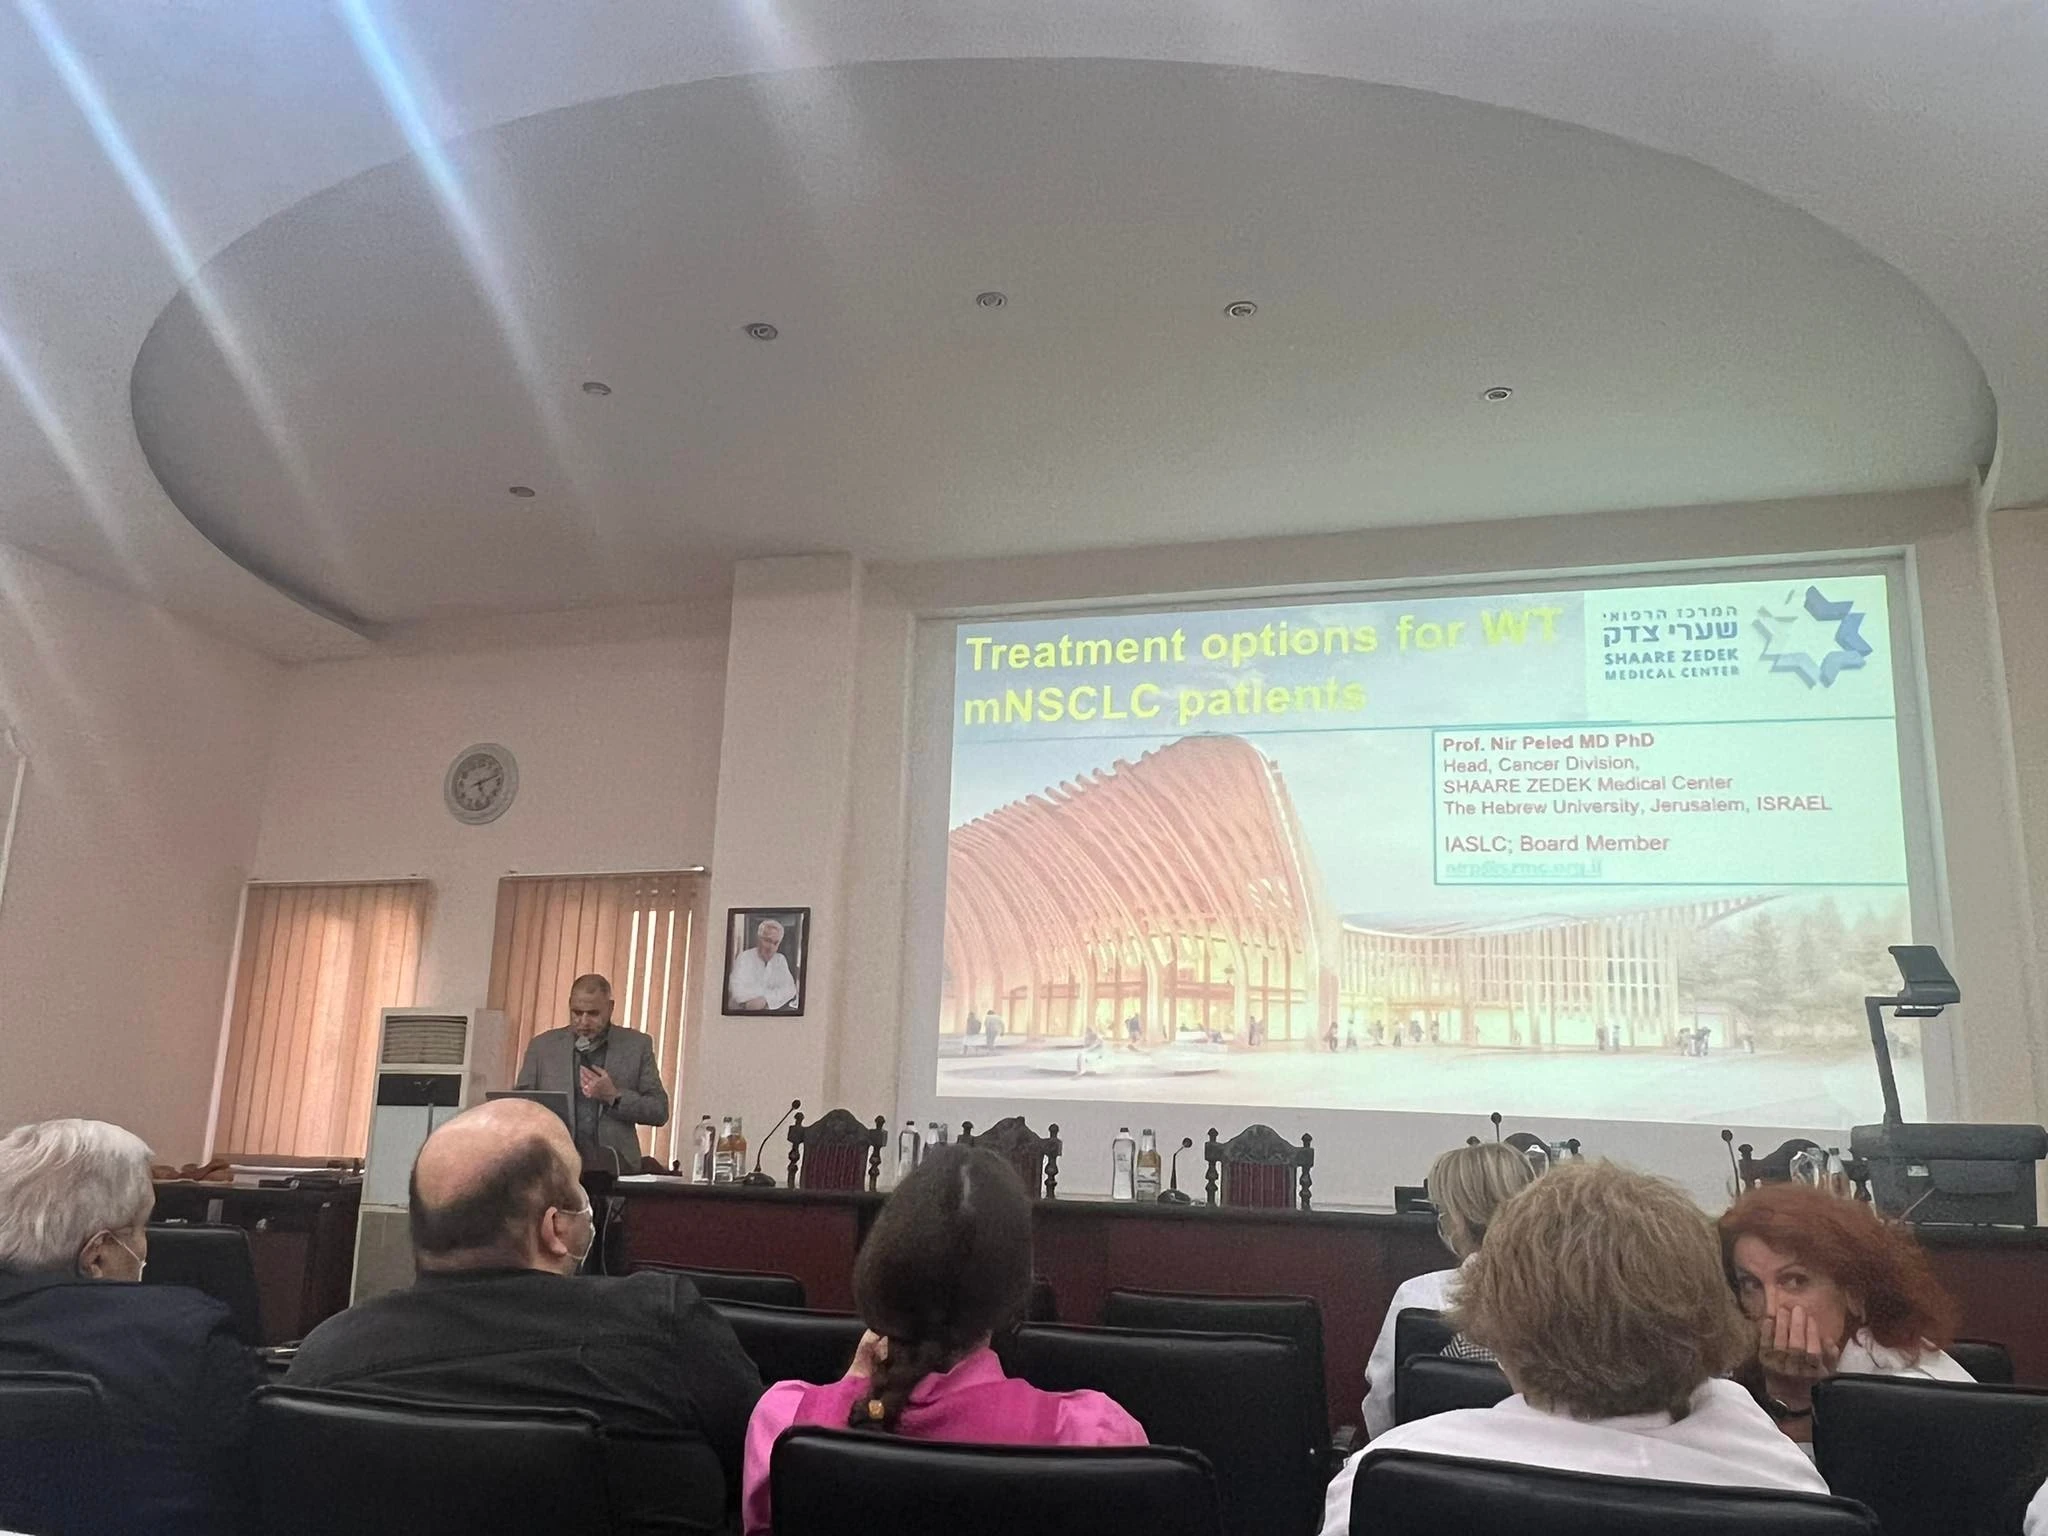 Treatment options for WT
mNSCLC patients
המרכז הרפואי
שערי צדק
SHAARE ZEDEK
MEDICAL CENTER
Prof. Nir Peled MD PhD
Head, Cancer Division,
SHAARE ZEDEK Medical Center
The Hebrew University, Jerusalem, ISRAEL
IASLC; Board Member